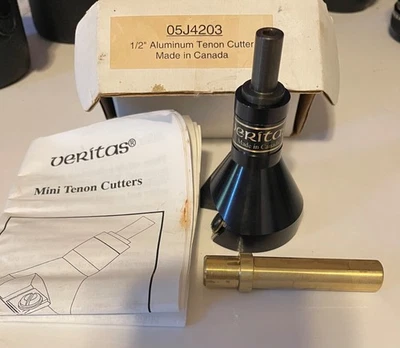 05J4203
1/2" Aluminum Tenon Cutter
Made in Canada
veritas
Made in Canada
veritas®
Mini Tenon Cutters